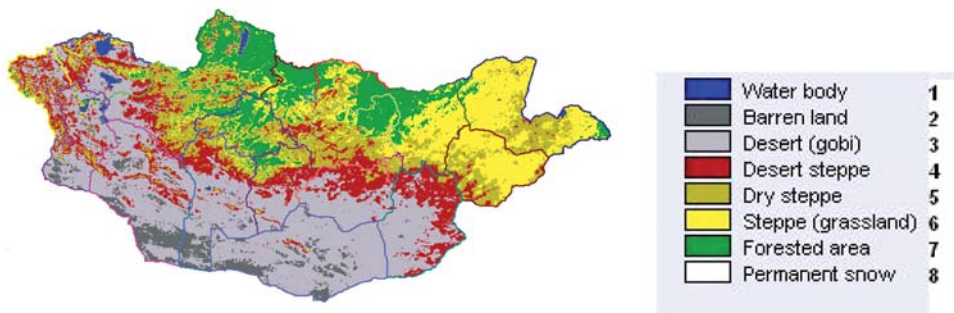 Water body 1
Barren land 2
Desert (gobi) 3
Desert steppe 4
Dry steppe 5
Steppe (grassland) 6
Forested area 7
Permanent snow 8